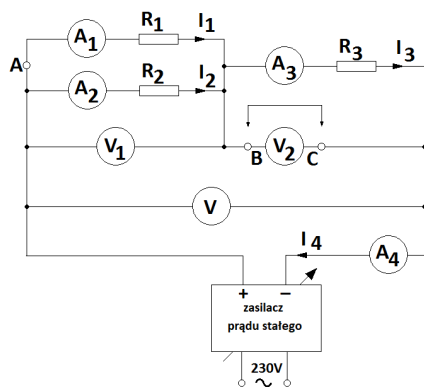 A1 R1 I1
A A2 R2 I2 A3 R3 I3
V1 B V2 C
V
I4 A4
+ −
zasilacz
prądu stałego
230V
~